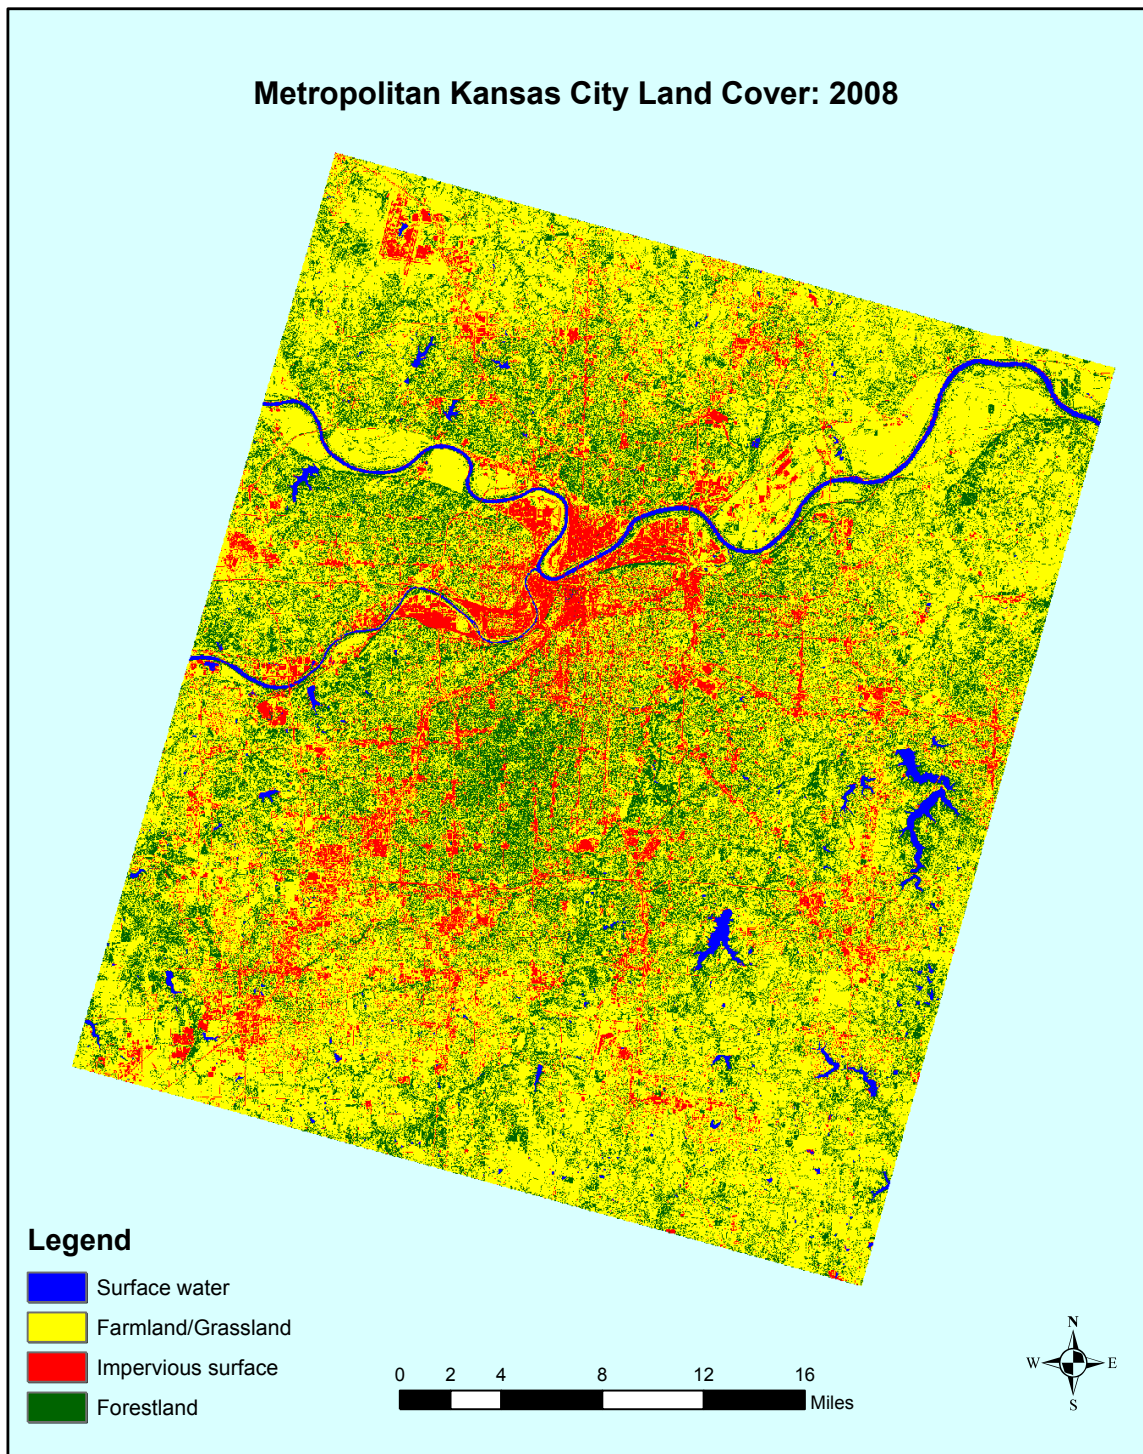 Metropolitan Kansas City Land Cover: 2008
Legend
Surface water
Farmland/Grassland
Impervious surface
Forestland
0 2 4 8 12 16
Miles
N
W E
S